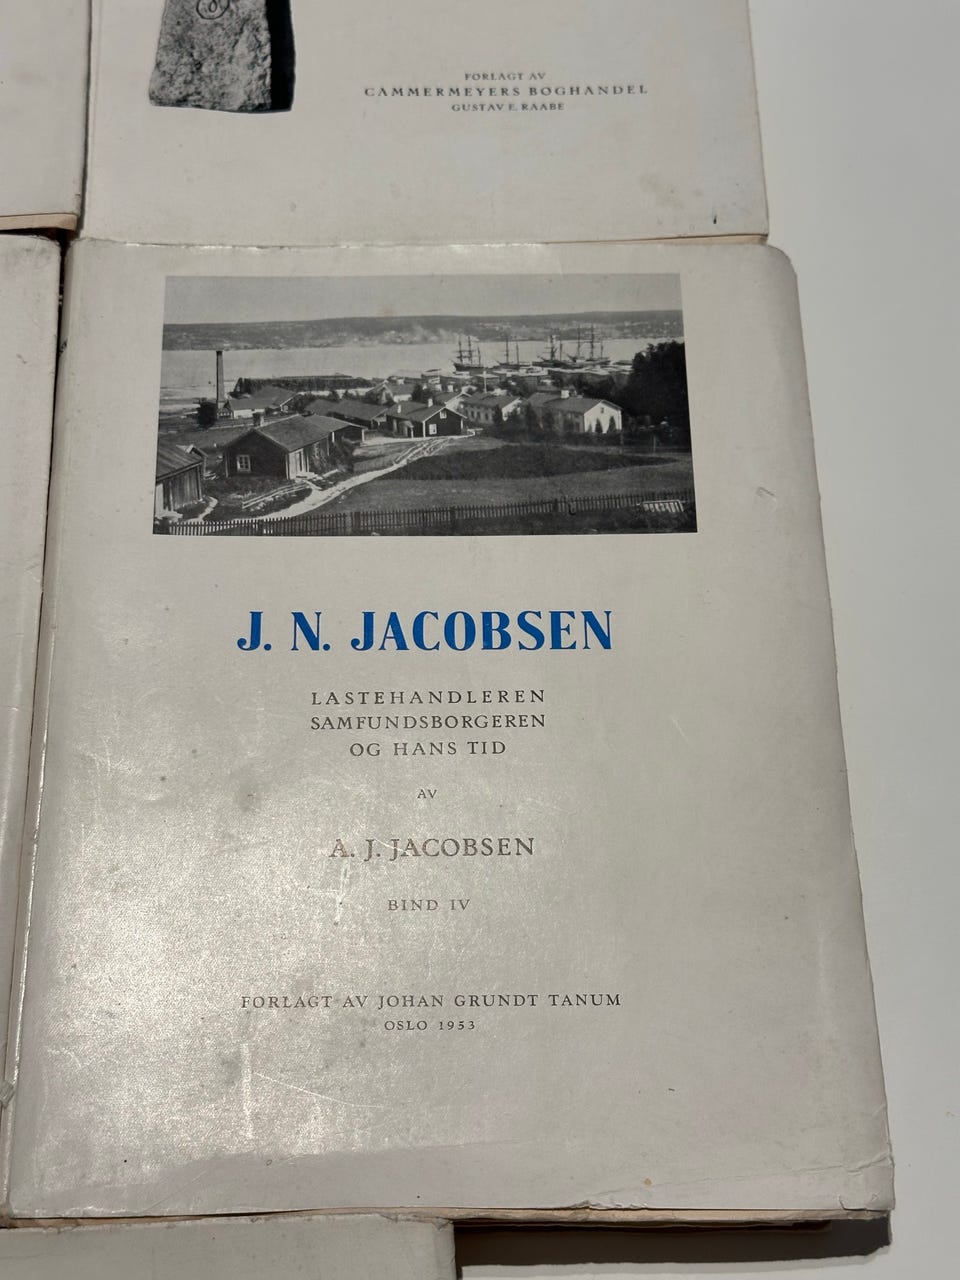 FORLAGT AV
CAMMERMEYERS BOGHANDEL
GUSTAV E. RAABE
J. N. JACOBSEN
LASTEHANDLEREN
SAMFUNDSBORGEREN
OG HANS TID
AV
A. J. JACOBSEN
BIND IV
FORLAGT AV JOHAN GRUNDT TANUM
OSLO 1953